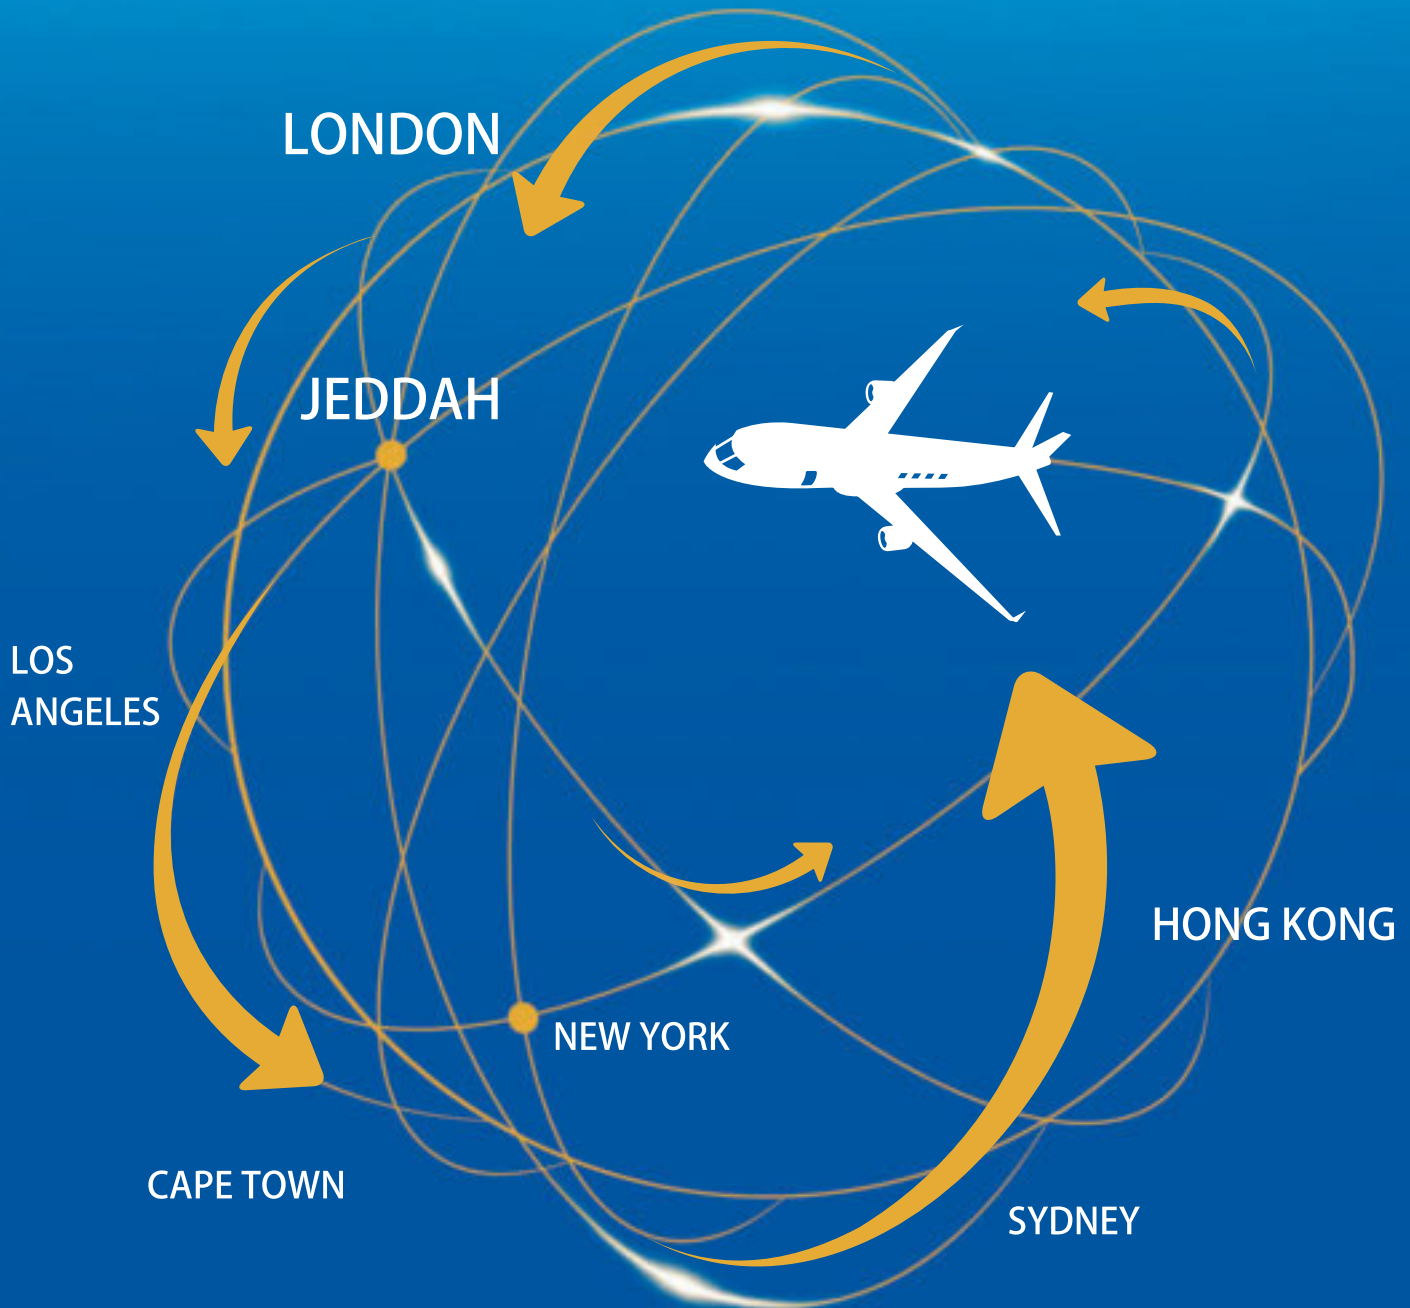 LONDON
JEDDAH
LOS
ANGELES
HONG KONG
NEW YORK
CAPE TOWN
SYDNEY